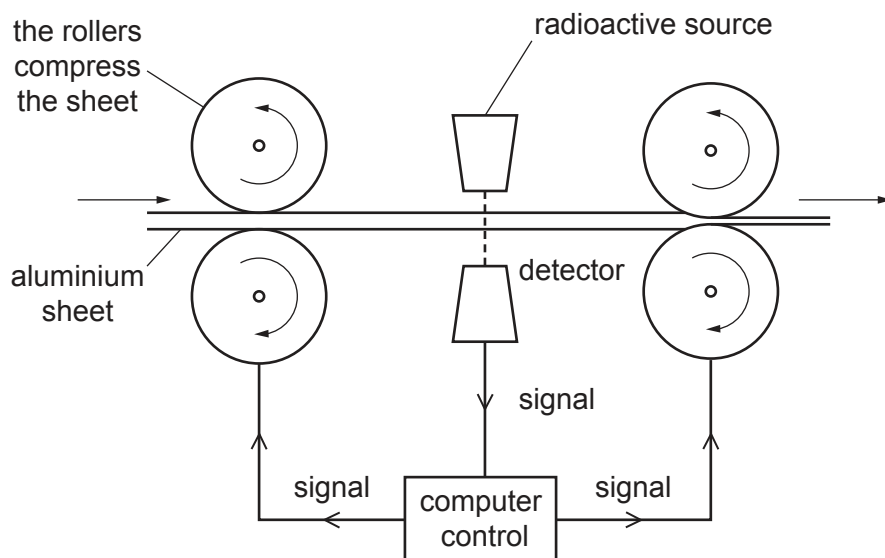 the rollers
compress
the sheet
radioactive source
aluminium
sheet
detector
signal
signal
signal
computer
control